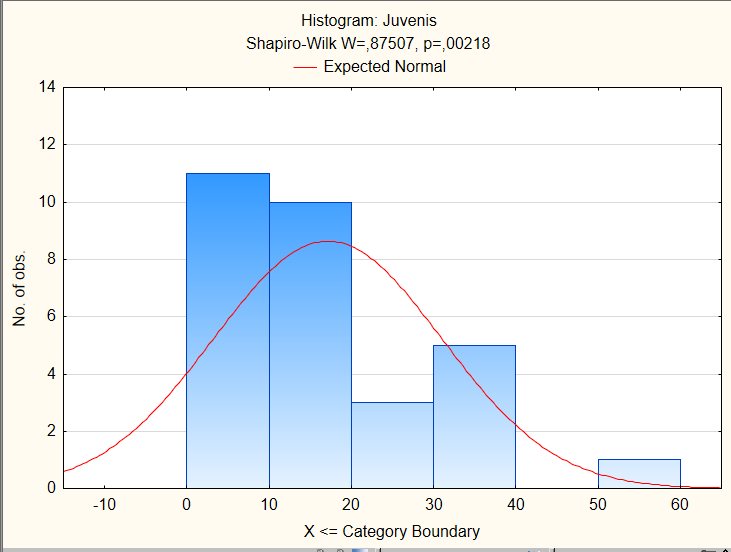 Histogram: Juvenis
Shapiro-Wilk W=,87507, p=,00218
Expected Normal
14
12
10
8
6
4
2
0
No. of obs.
-10 0 10 20 30 40 50 60
X <= Category Boundary